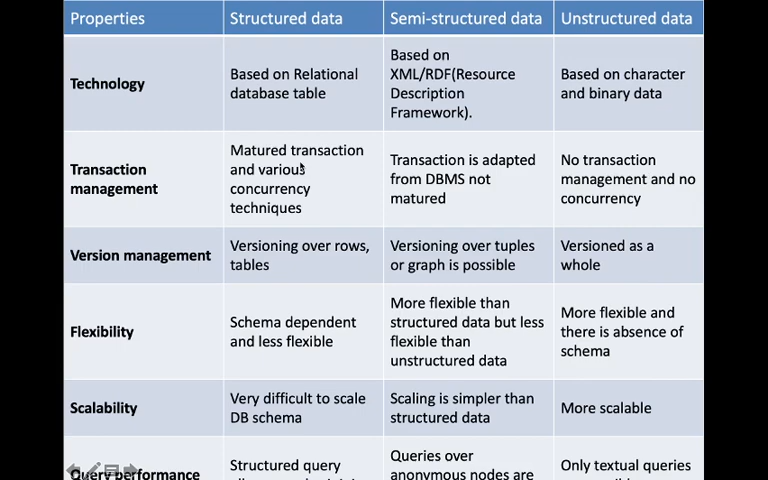 Properties
Structured data
Semi-structured data
Unstructured data
Technology
Based on Relational
database table
Based on
XML/RDF(Resource
Description
Framework).
Based on character
and binary data
Transaction
management
Matured transaction
and various
concurrency
techniques
Transaction is adapted
from DBMS not
matured
No transaction
management and no
concurrency
Version management
Versioning over rows,
tables
Versioning over tuples
or graph is possible
Versioned as a
whole
Flexibility
Schema dependent
and less flexible
More flexible than
structured data but less
flexible than
unstructured data
More flexible and
there is absence of
schema
Scalability
Very difficult to scale
DB schema
Scaling is simpler than
structured data
More scalable
Query performance
Structured query
Queries over
anonymous nodes are
Only textual queries